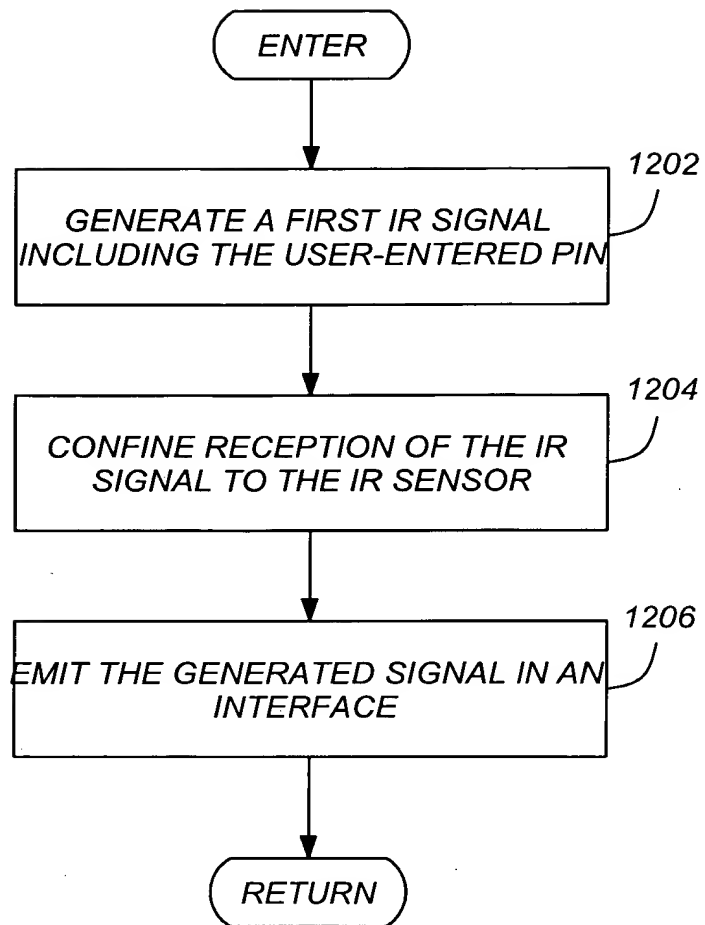 ENTER
1202
GENERATE A FIRST IR SIGNAL
INCLUDING THE USER-ENTERED PIN
1204
CONFINE RECEPTION OF THE IR
SIGNAL TO THE IR SENSOR
1206
EMIT THE GENERATED SIGNAL IN AN
INTERFACE
RETURN